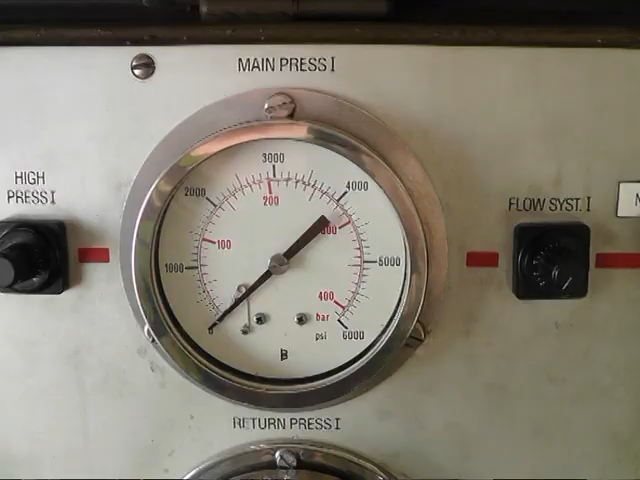 MAIN PRESS I
HIGH
PRESS I
FLOW SYST. I
3000
2000
4000
200
100
300
1000
5000
400
bar
0
psi
6000
B
RETURN PRESS I